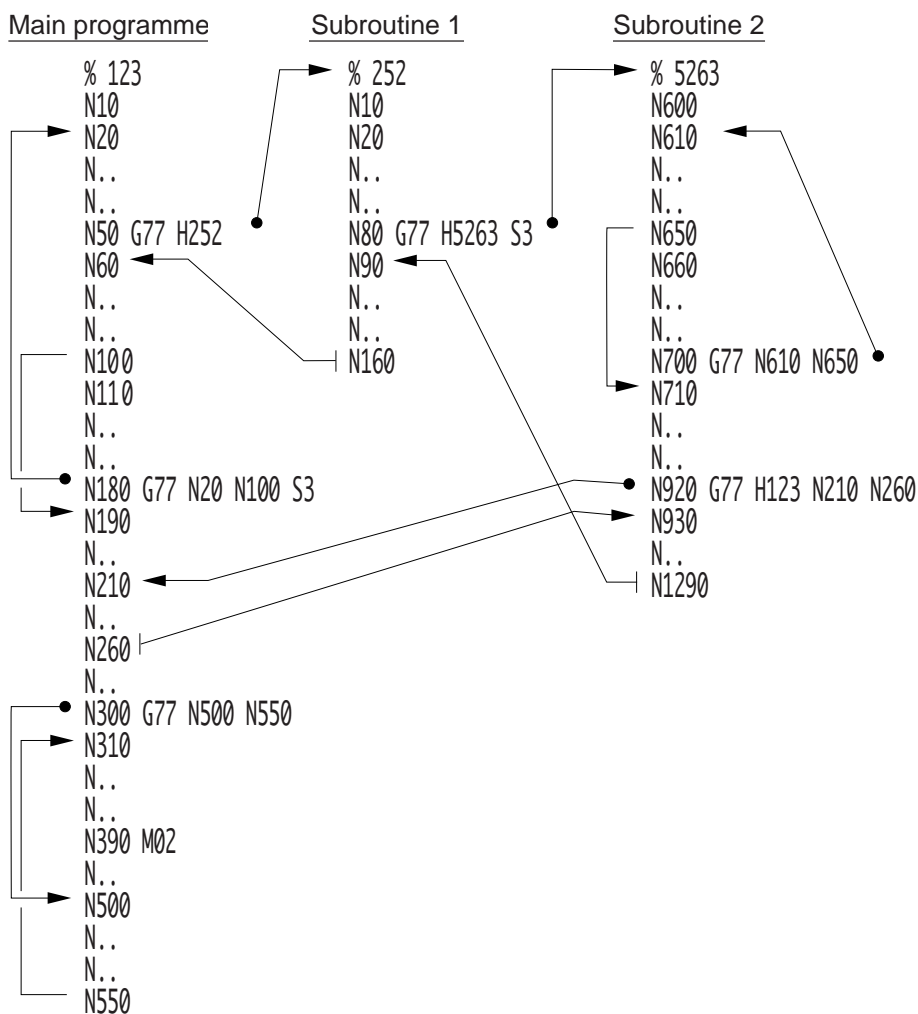 Main programme
% 123
N10
N20
N..
N..
N50 G77 H252
N60
N..
N..
N100
N110
N..
N..
N180 G77 N20 N100 S3
N190
N..
N210
N..
N260
N..
N300 G77 N500 N550
N310
N..
N..
N390 M02
N..
N500
N..
N..
N550
Subroutine 1
% 252
N10
N20
N..
N..
N80 G77 H5263 S3
N90
N..
N..
N160
Subroutine 2
% 5263
N600
N610
N..
N..
N650
N660
N..
N..
N700 G77 N610 N650
N710
N..
N..
N920 G77 H123 N210 N260
N930
N..
N1290